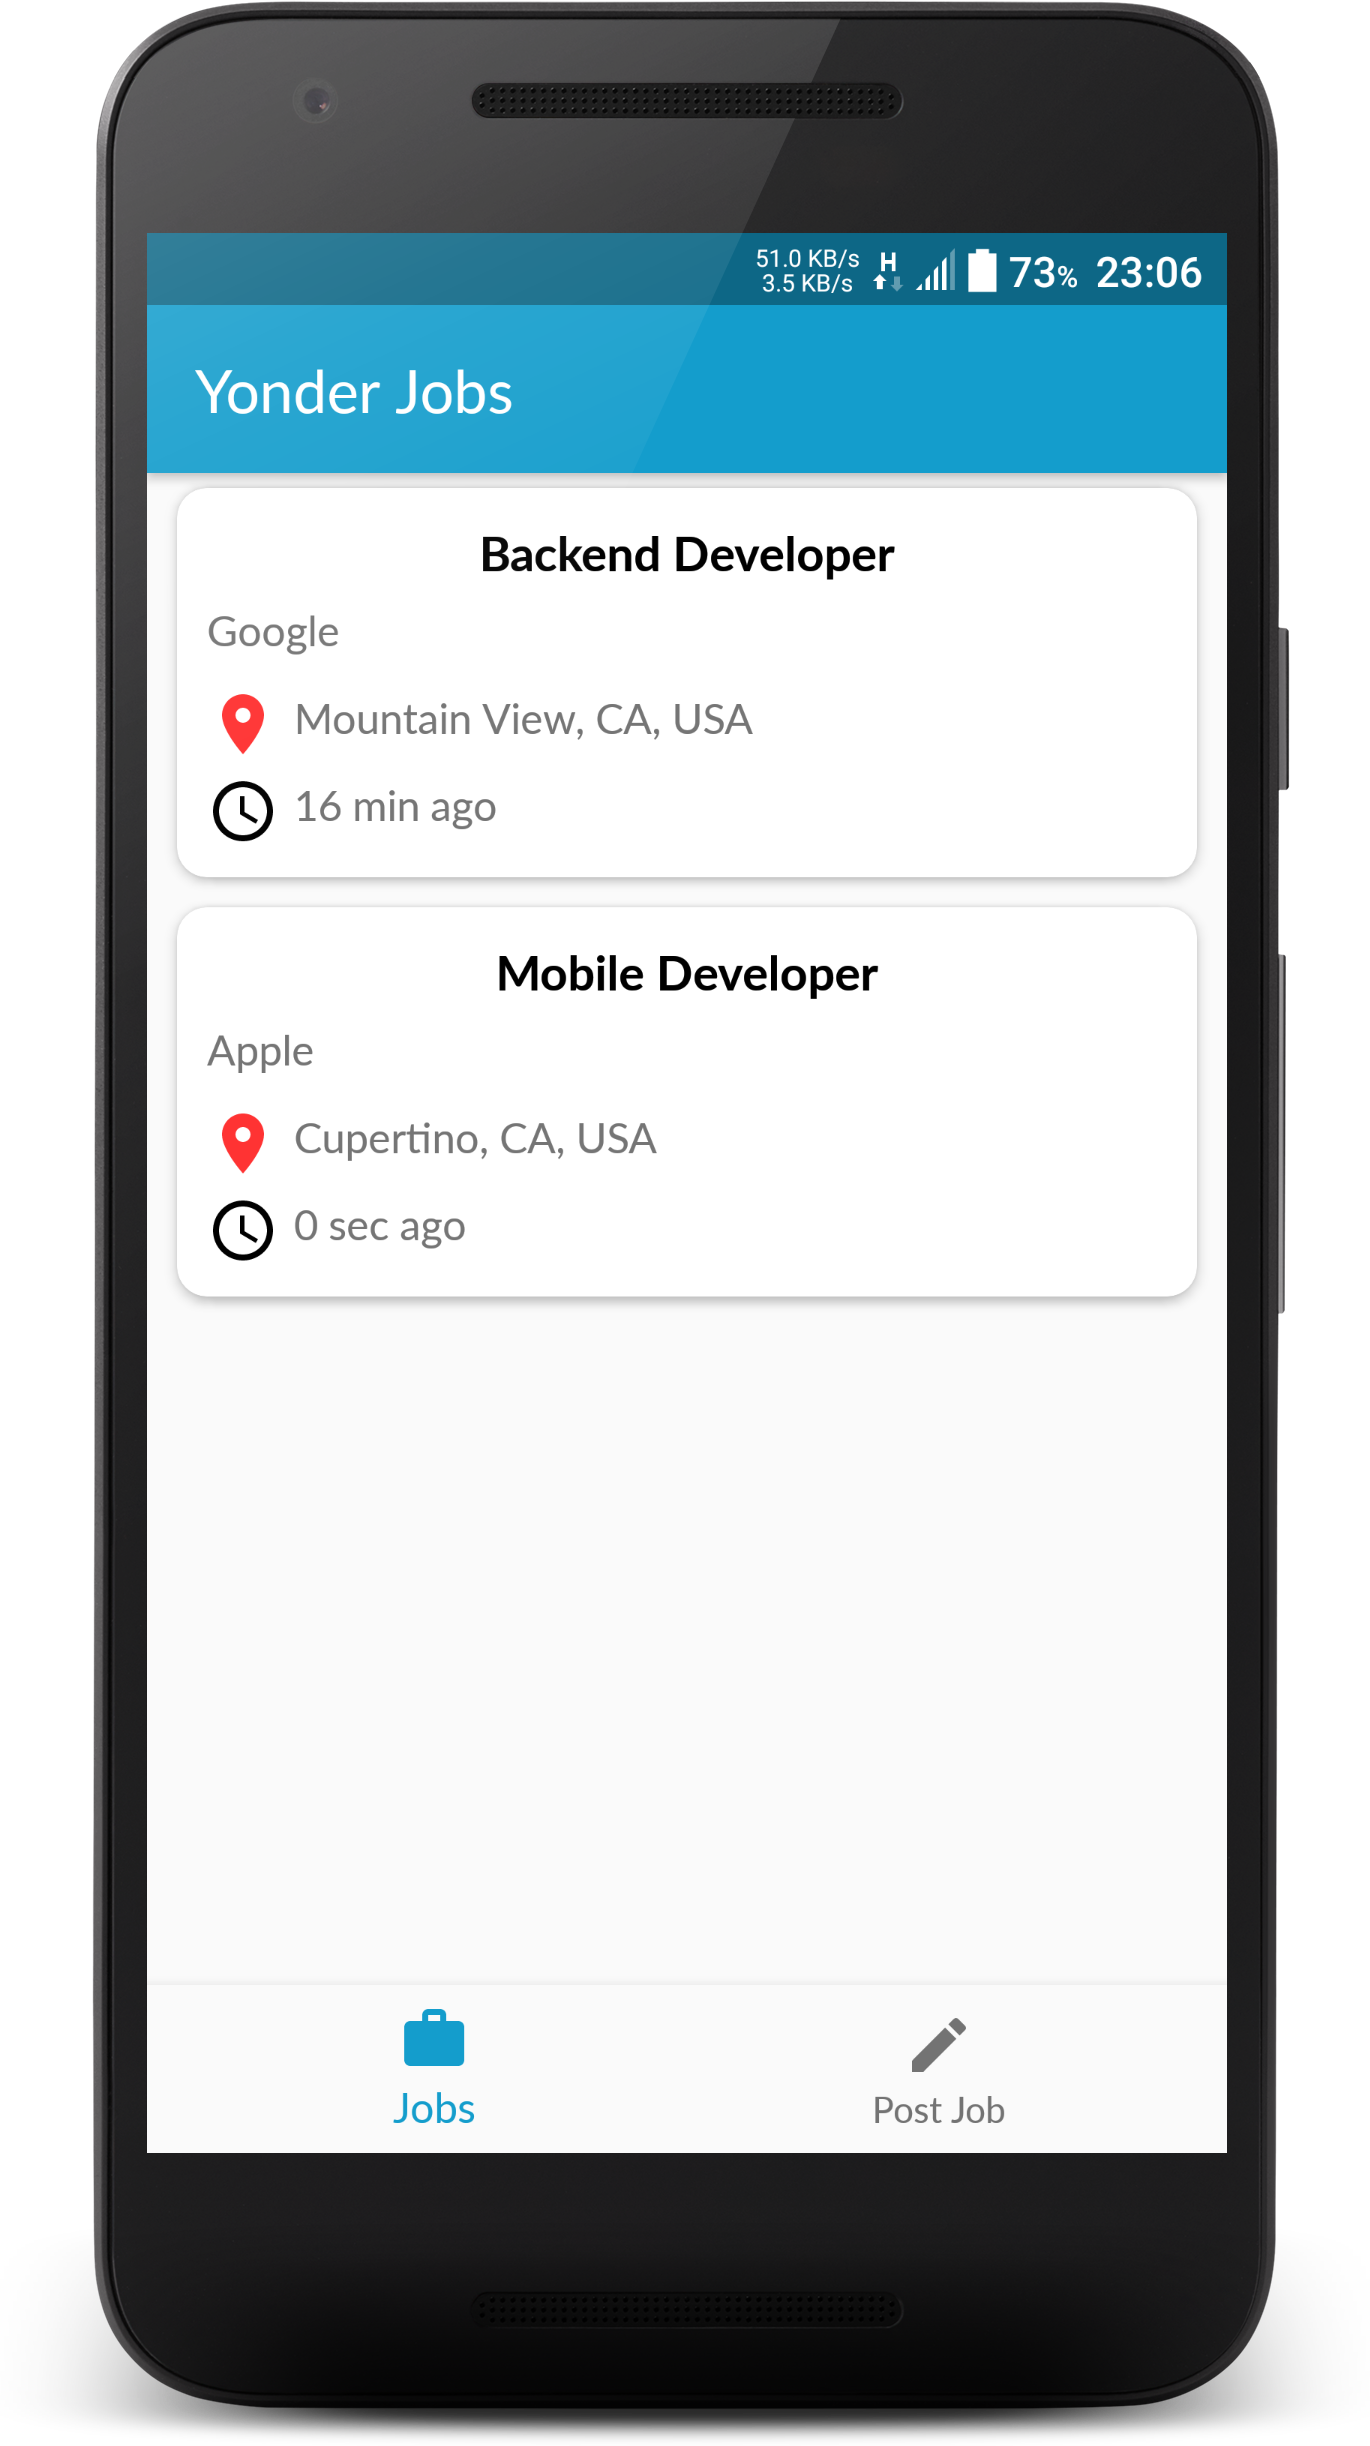 51.0 KB/s
3.5 KB/s
H
73%
23:06
Yonder Jobs
Backend Developer
Google
Mountain View, CA, USA
16 min ago
Mobile Developer
Apple
Cupertino, CA, USA
0 sec ago
Jobs
Post Job